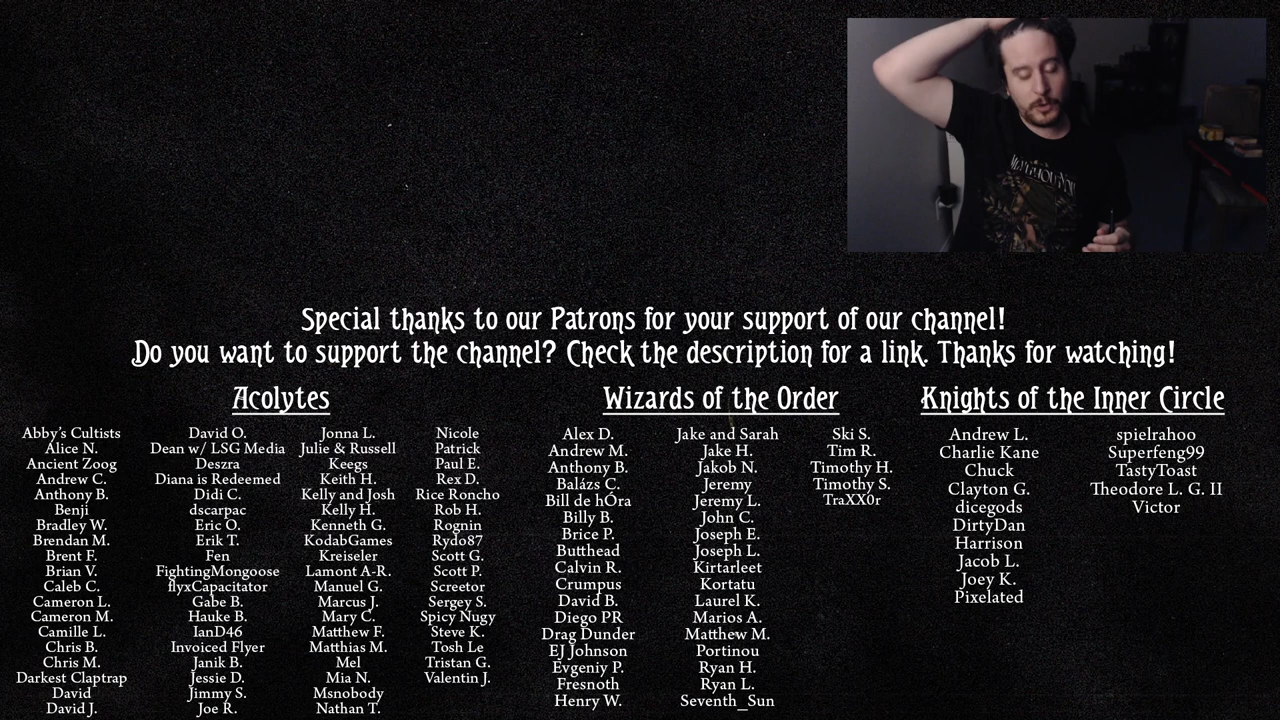 Special thanks to our Patrons for your support of our channel!
Do you want to support the channel? Check the description for a link. Thanks for watching!
Acolytes
Abby's Cultists
Alice N.
Ancient Zoog
Andrew C.
Anthony B.
Benji
Bradley W.
Brendan M.
Brent F.
Brian V.
Caleb C.
Cameron L.
Cameron M.
Camille L.
Chris B.
Chris M.
Darkest Claptrap
David
David J.
David O.
Dean w/ LSG Media
Deszra
Diana is Redeemed
Didi C.
dscarpac
Eric O.
Erik T.
Fen
FightingMongoose
flyxCapacitator
Gabe B.
Hauke B.
IanD46
Invoiced Flyer
Janik B.
Jessie D.
Jimmy S.
Joe R.
Jonna L.
Julie & Russell
Keegs
Keith H.
Kelly and Josh
Kelly H.
Kenneth G.
KodabGames
Kreiseler
Lamont A-R.
Manuel G.
Marcus J.
Mary C.
Matthew F.
Matthias M.
Mel
Mia N.
Msnobody
Nathan T.
Nicole
Patrick
Paul E.
Rex D.
Rice Roncho
Rob H.
Rognin
Rydo87
Scott G.
Scott P.
Screetor
Sergey S.
Spicy Nugy
Steve K.
Tosh Le
Tristan G.
Valentin J.
Wizards of the Order
Alex D.
Andrew M.
Anthony B.
Balázs C.
Bill de hÓra
Billy B.
Brice P.
Butthead
Calvin R.
Crumpus
David B.
Diego PR
Drag Dunder
EJ Johnson
Evgeniy P.
Fresnoth
Henry W.
Jake and Sarah
Jake H.
Jakob N.
Jeremy
Jeremy L.
John C.
Joseph E.
Joseph L.
Kirtarleet
Kortatu
Laurel K.
Marios A.
Matthew M.
Portinou
Ryan H.
Ryan L.
Seventh_Sun
Ski S.
Tim R.
Timothy H.
Timothy S.
TraXX0r
Knights of the Inner Circle
Andrew L.
Charlie Kane
Chuck
Clayton G.
dicegods
DirtyDan
Harrison
Jacob L.
Joey K.
Pixelated
spielrahoo
Superfeng99
TastyToast
Theodore L. G. II
Victor